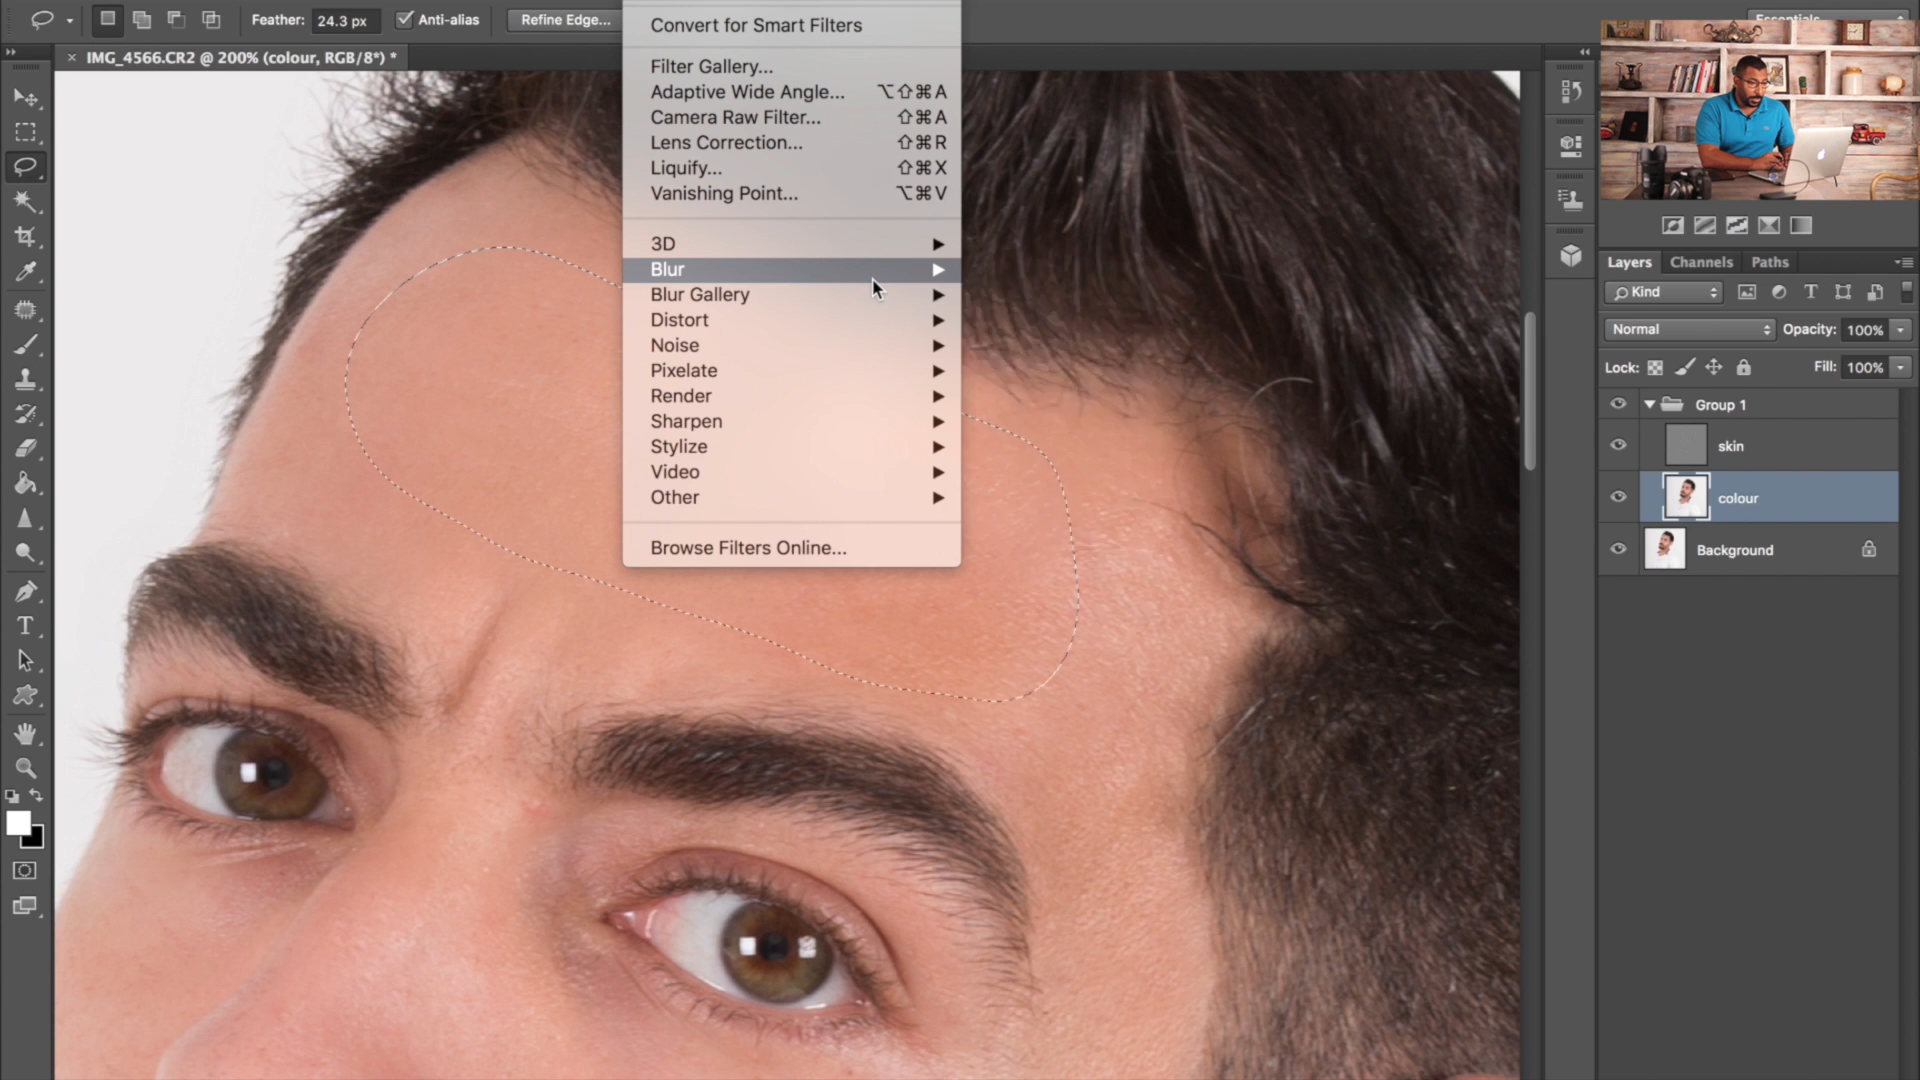 Feather: 24.3 px
Anti-alias
Refine Edge...
Essentials
IMG_4566.CR2 @ 200% (colour, RGB/8*) *
Convert for Smart Filters
Filter Gallery...
Adaptive Wide Angle... ⌥⇧⌘A
Camera Raw Filter... ⇧⌘A
Lens Correction... ⇧⌘R
Liquify... ⇧⌘X
Vanishing Point... ⌥⌘V
3D
Blur
Blur Gallery
Distort
Noise
Pixelate
Render
Sharpen
Stylize
Video
Other
Browse Filters Online...
Layers Channels Paths
Kind
Normal Opacity: 100%
Lock: Fill: 100%
Group 1
skin
colour
Background